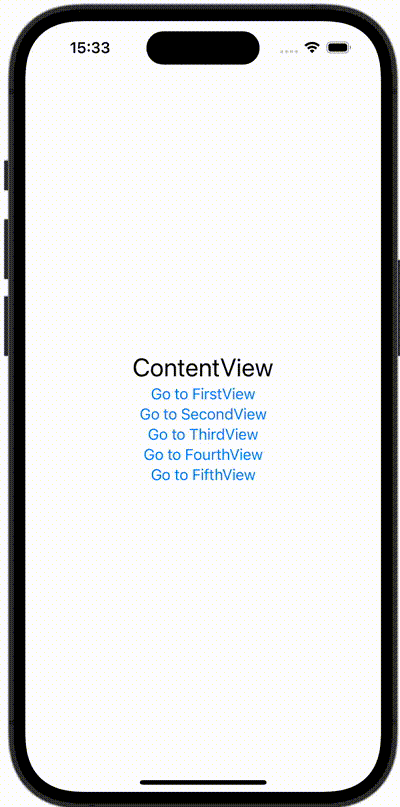 15:33
ContentView
Go to FirstView
Go to SecondView
Go to ThirdView
Go to FourthView
Go to FifthView